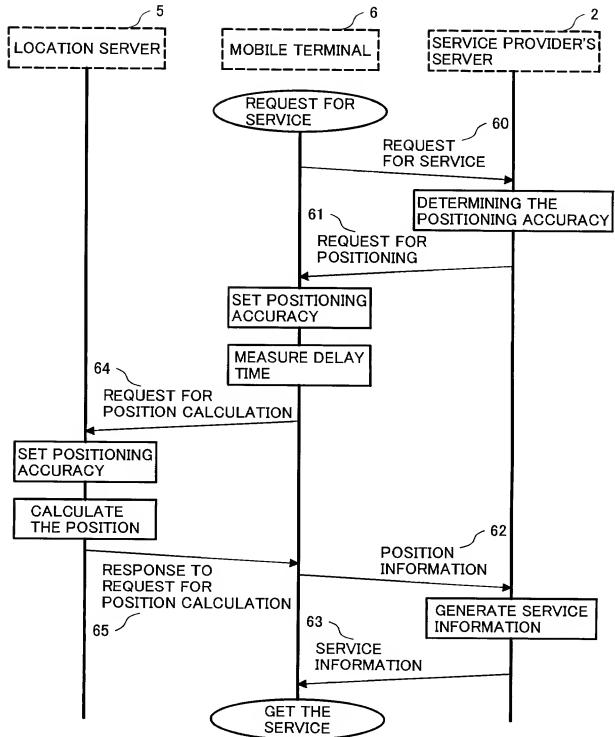 5
6
2
LOCATION SERVER
MOBILE TERMINAL
SERVICE PROVIDER'S
SERVER
REQUEST FOR
SERVICE
60
REQUEST
FOR SERVICE
DETERMINING THE
POSITIONING ACCURACY
61
REQUEST FOR
POSITIONING
SET POSITIONING
ACCURACY
MEASURE DELAY
TIME
64
REQUEST FOR
POSITION CALCULATION
SET POSITIONING
ACCURACY
CALCULATE
THE POSITION
62
POSITION
INFORMATION
RESPONSE TO
REQUEST FOR
POSITION CALCULATION
65
GENERATE SERVICE
INFORMATION
63
SERVICE
INFORMATION
GET THE
SERVICE